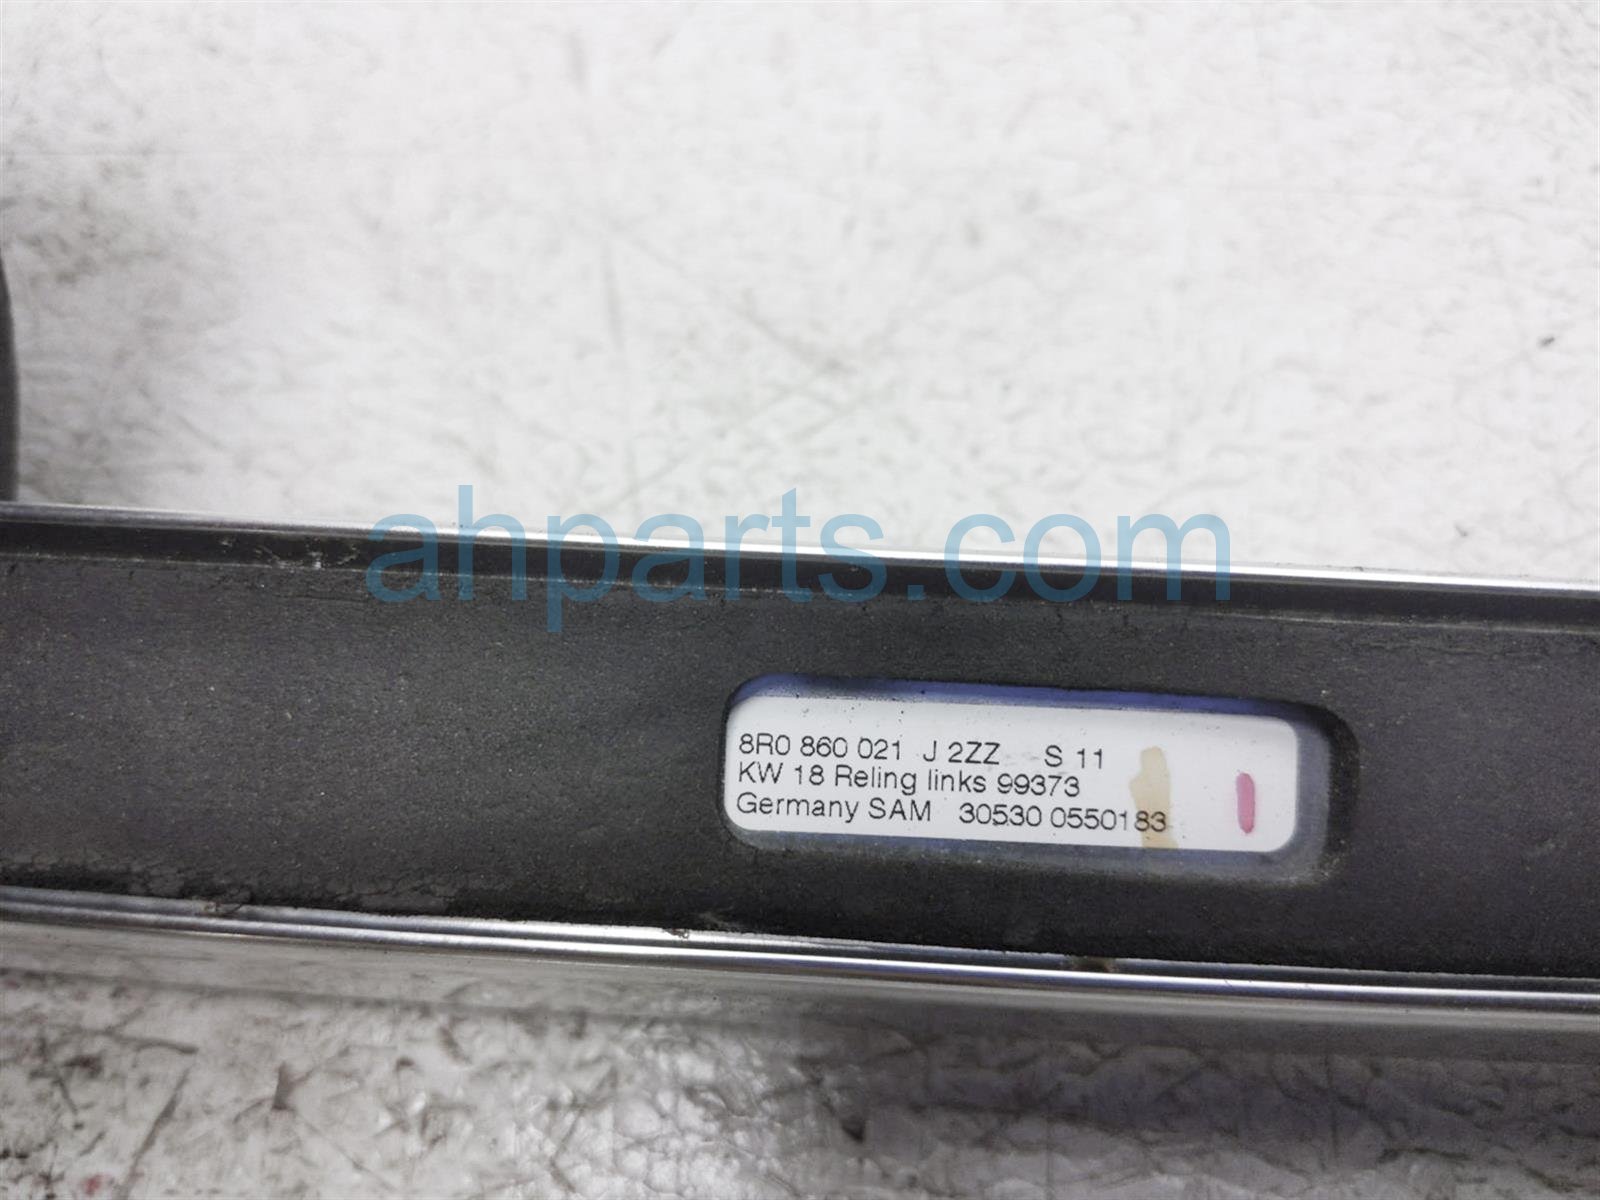 ahparts.com
8R0 860 021 J 2ZZ S 11
KW 18 Reling links 99373
Germany SAM 30530 0550183